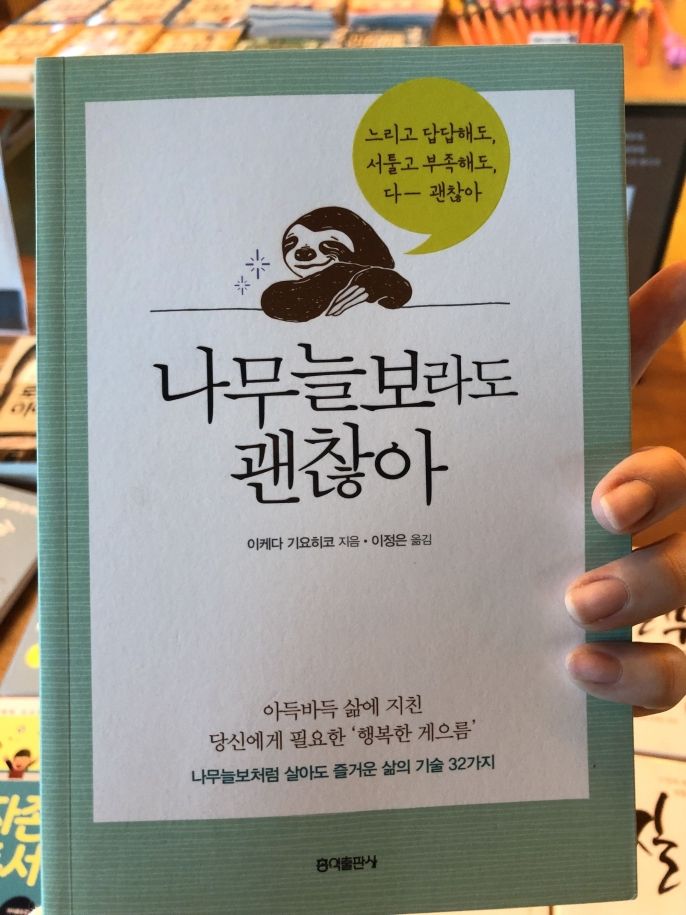 느리고 답답해도,
서툴고 부족해도,
다— 괜찮아
나무늘보라도
괜찮아
이케다 기요히코 지음 • 이정은 옮김
아득바득 삶에 지친
당신에게 필요한 ‘행복한 게으름’
나무늘보처럼 살아도 즐거운 삶의 기술 32가지
홍익출판사